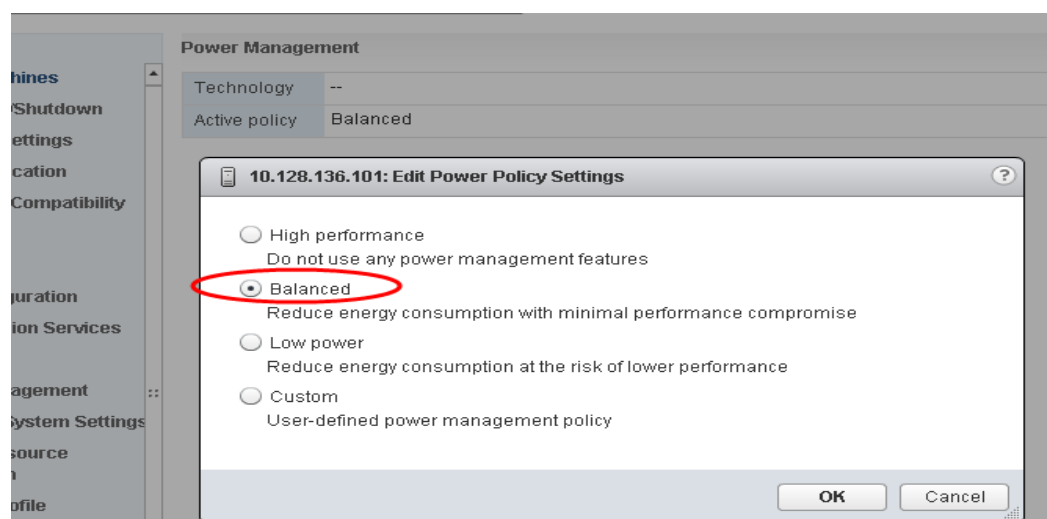 Power Management
hines
Technology --
/Shutdown
Active policy Balanced
ettings
cation
10.128.136.101: Edit Power Policy Settings ?
Compatibility
High performance
Do not use any power management features
Balanced
uration
Reduce energy consumption with minimal performance compromise
ion Services
Low power
Reduce energy consumption at the risk of lower performance
agement
Custom
System Settings
User-defined power management policy
source
ofile
OK Cancel